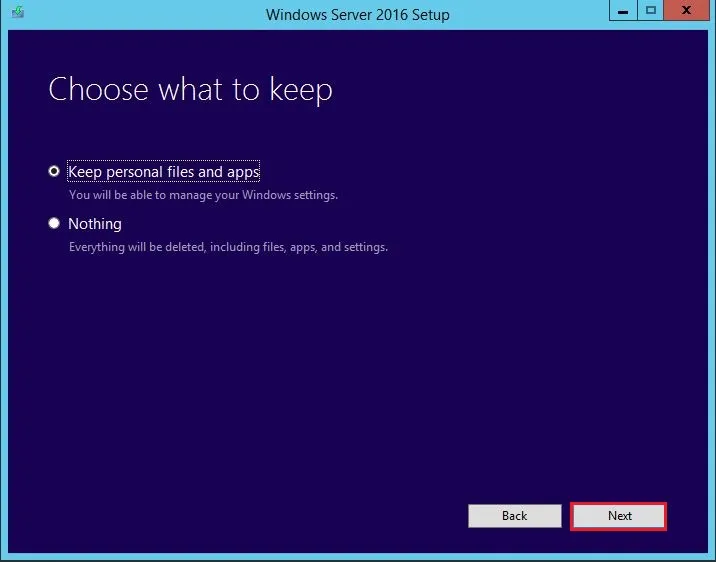 Windows Server 2016 Setup
Choose what to keep
Keep personal files and apps
You will be able to manage your Windows settings.
Nothing
Everything will be deleted, including files, apps, and settings.
Back
Next